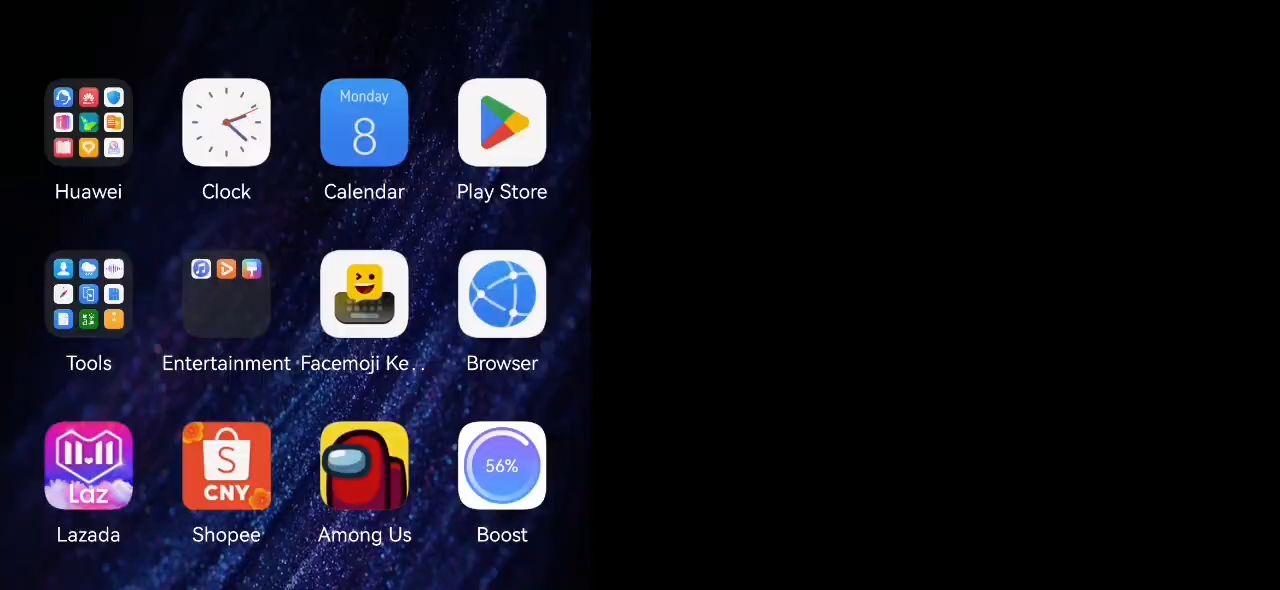 Monday
8
Huawei
Clock
Calendar
Play Store
Tools
Entertainment
Facemoji Ke..
Browser
11.11
Laz
S
CNY
56%
Lazada
Shopee
Among Us
Boost